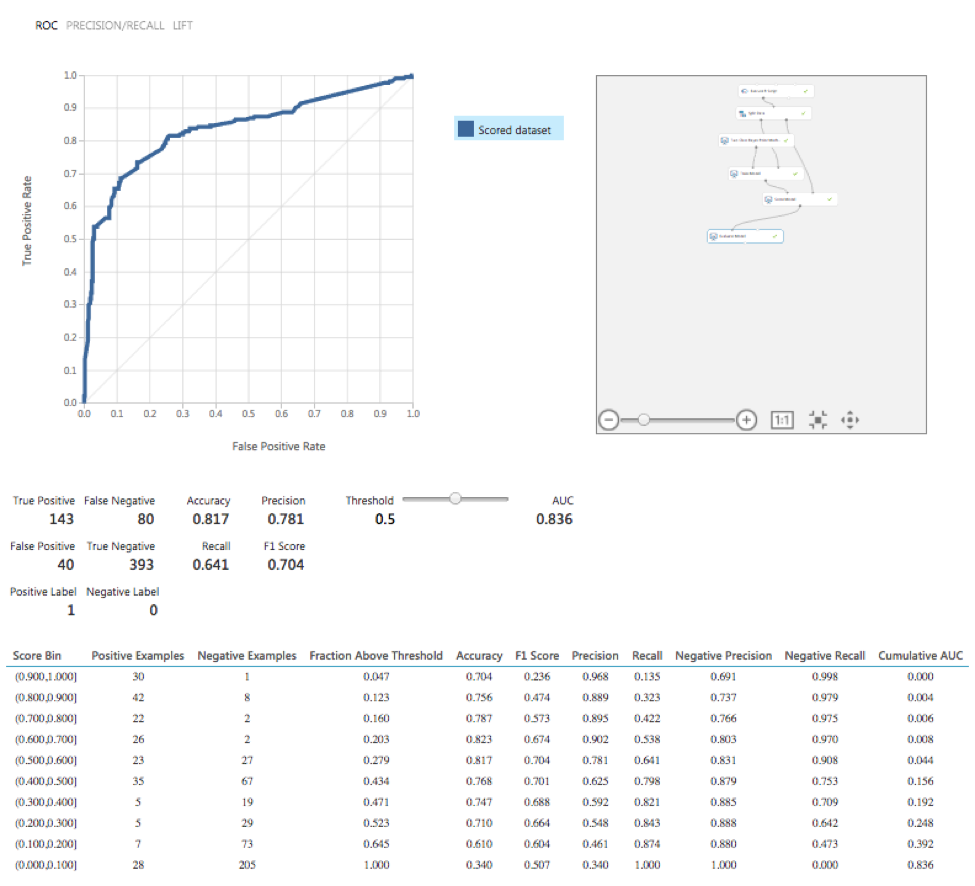 ROC PRECISION/RECALL LIFT
1.0
0.9
0.8
0.7
0.6
0.5
0.4
0.3
0.2
0.1
0.0
True Positive Rate
0.0 0.1 0.2 0.3 0.4 0.5 0.6 0.7 0.8 0.9 1.0
False Positive Rate
Scored dataset
1:1
True Positive False Negative Accuracy Precision Threshold AUC
143 80 0.817 0.781 0.5 0.836
False Positive True Negative Recall F1 Score
40 393 0.641 0.704
Positive Label Negative Label
1 0
Score Bin Positive Examples Negative Examples Fraction Above Threshold Accuracy F1 Score Precision Recall Negative Precision Negative Recall Cumulative AUC
(0.900,1.000] 30 1 0.047 0.704 0.236 0.968 0.135 0.691 0.998 0.000
(0.800,0.900] 42 8 0.123 0.756 0.474 0.889 0.323 0.737 0.979 0.004
(0.700,0.800] 22 2 0.160 0.787 0.573 0.895 0.422 0.766 0.975 0.006
(0.600,0.700] 26 2 0.203 0.823 0.674 0.902 0.538 0.803 0.970 0.008
(0.500,0.600] 23 27 0.279 0.817 0.704 0.781 0.641 0.831 0.908 0.044
(0.400,0.500] 35 67 0.434 0.768 0.701 0.625 0.798 0.879 0.753 0.156
(0.300,0.400] 5 19 0.471 0.747 0.688 0.592 0.821 0.885 0.709 0.192
(0.200,0.300] 5 29 0.523 0.710 0.664 0.548 0.843 0.888 0.642 0.248
(0.100,0.200] 7 73 0.645 0.610 0.604 0.461 0.874 0.880 0.473 0.392
(0.000,0.100] 28 205 1.000 0.340 0.507 0.340 1.000 1.000 0.000 0.836